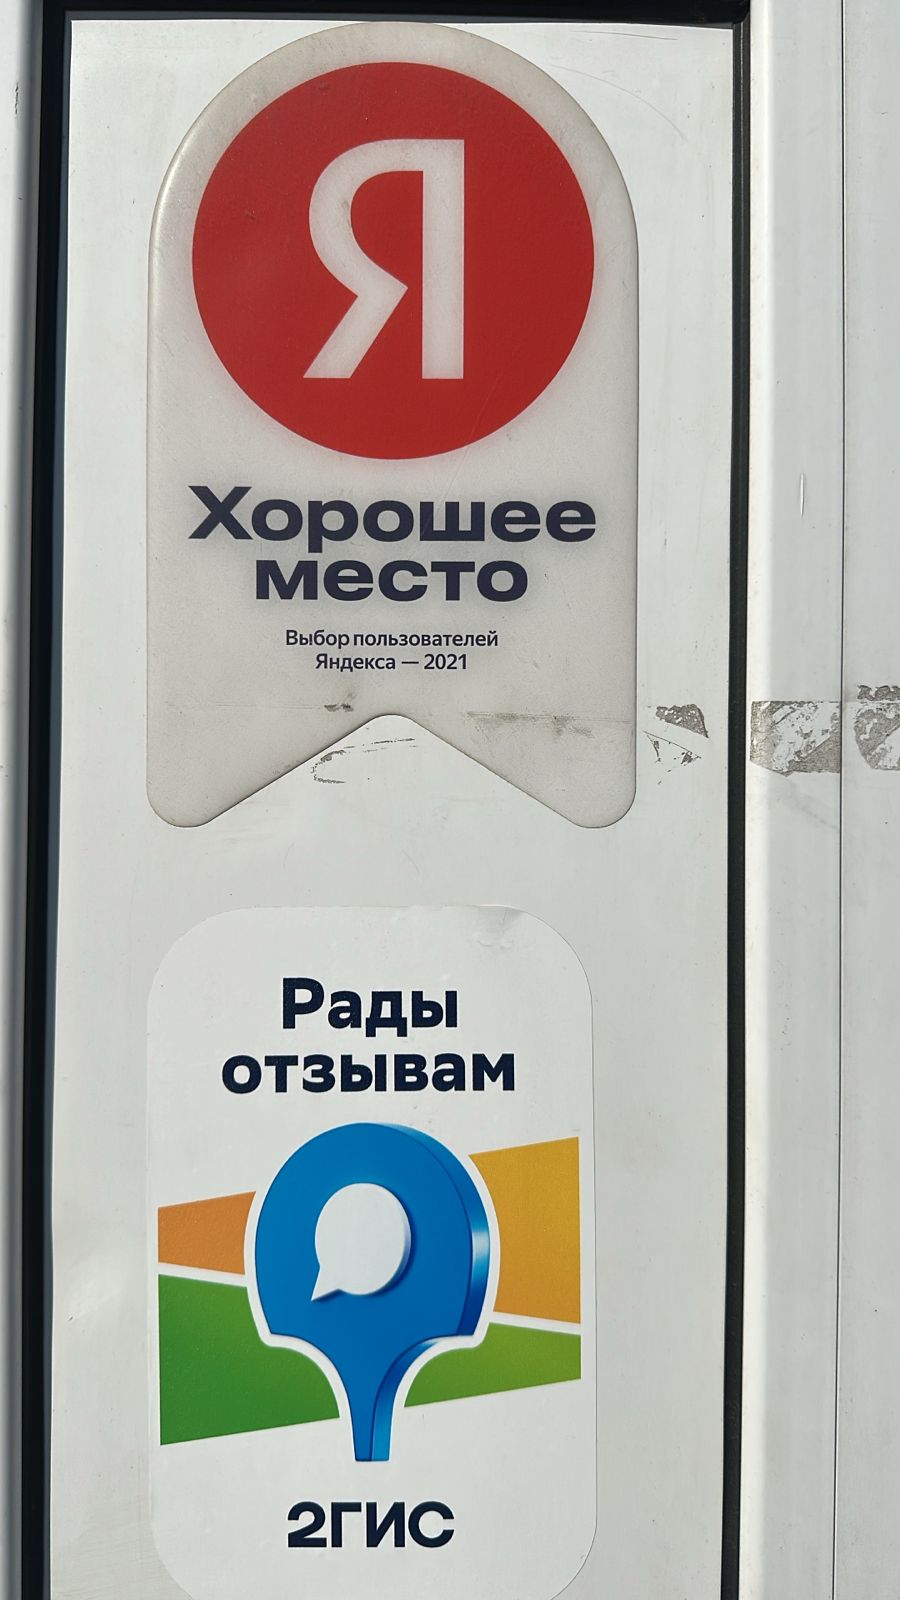 Я
Хорошее
место
Выбор пользователей
Яндекса — 2021
Рады
отзывам
2ГИС